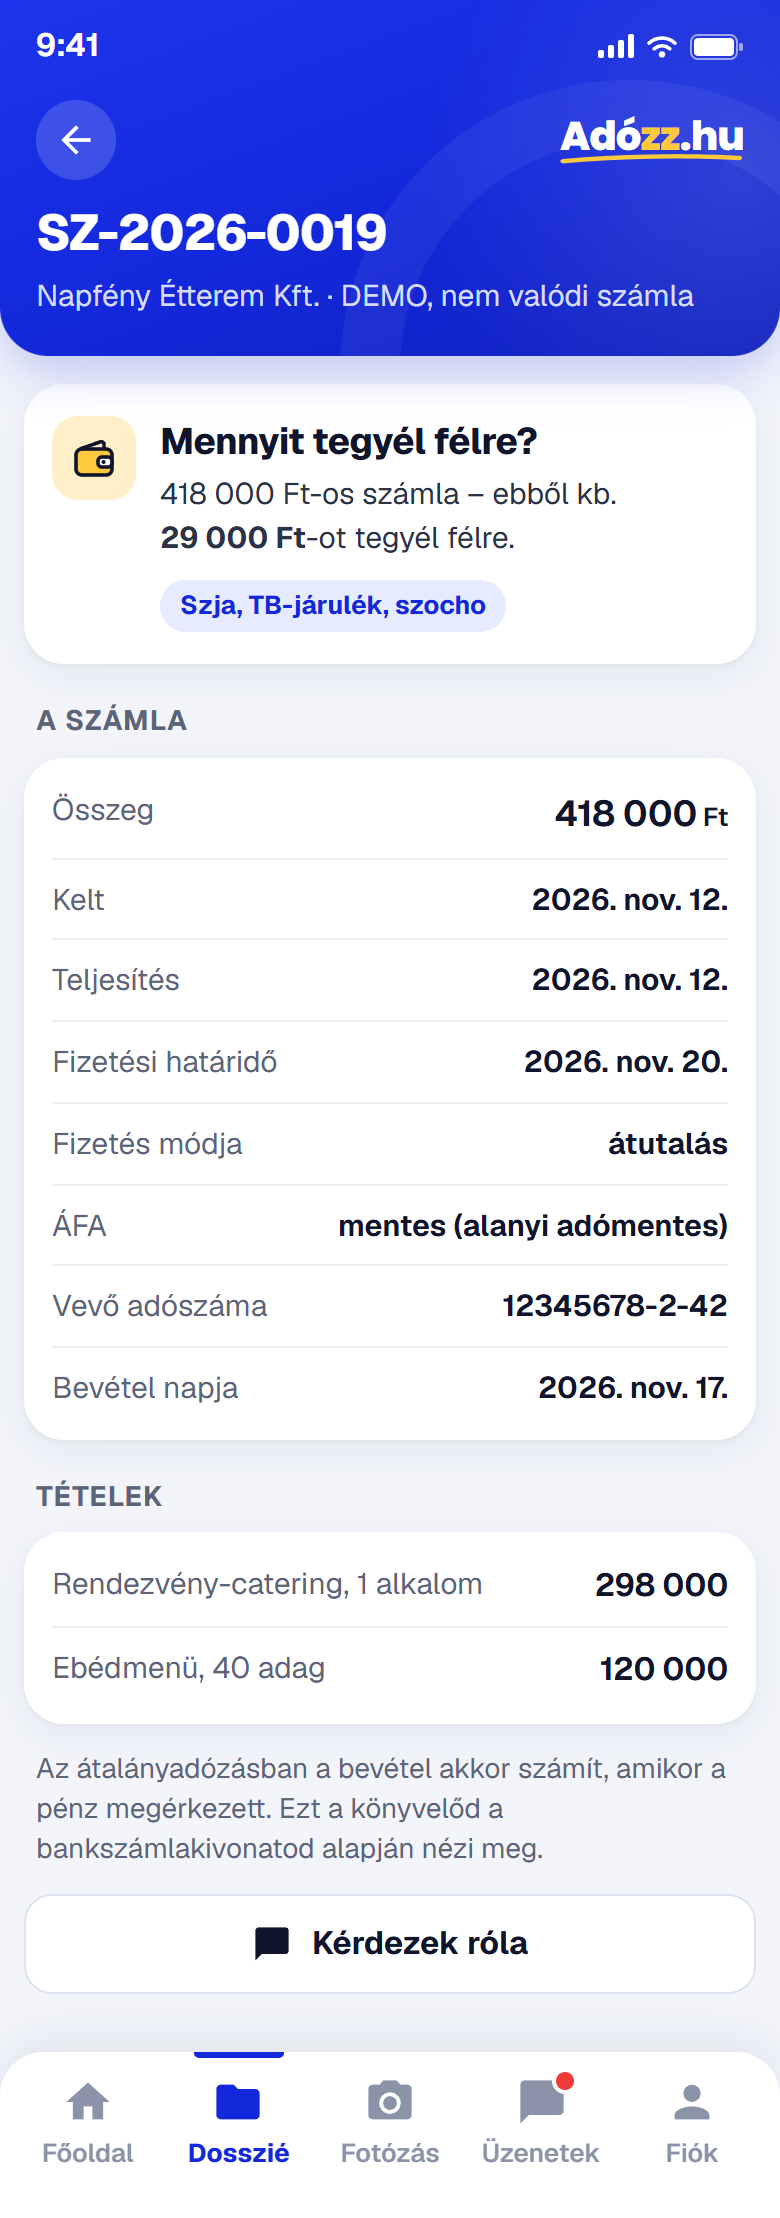 9:41
Adózz.hu
SZ-2026-0019
Napfény Étterem Kft. · DEMO, nem valódi számla
Mennyit tegyél félre?
418 000 Ft-os számla – ebből kb.
29 000 Ft-ot tegyél félre.
Szja, TB-járulék, szocho
A SZÁMLA
Összeg 418 000 Ft
Kelt 2026. nov. 12.
Teljesítés 2026. nov. 12.
Fizetési határidő 2026. nov. 20.
Fizetés módja átutalás
ÁFA mentes (alanyi adómentes)
Vevő adószáma 12345678-2-42
Bevétel napja 2026. nov. 17.
TÉTELEK
Rendezvény-catering, 1 alkalom 298 000
Ebédmenü, 40 adag 120 000
Az átalányadózásban a bevétel akkor számít, amikor a
pénz megérkezett. Ezt a könyvelőd a
bankszámlakivonatod alapján nézi meg.
Kérdezek róla
Főoldal Dosszié Fotózás Üzenetek Fiók